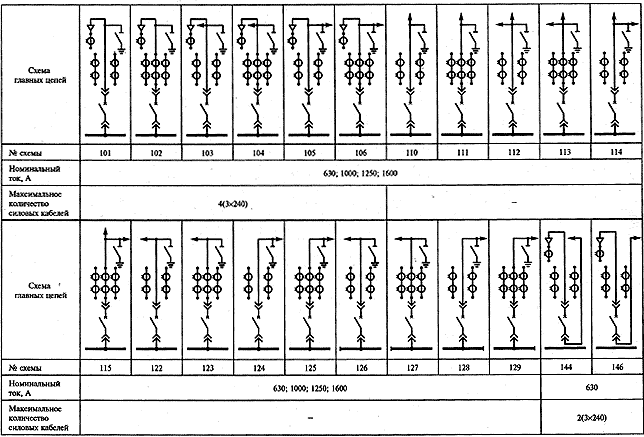 Схема
главных цепей
№ схемы 101 102 103 104 105 106 110 111 112 113 114
Номинальный
ток, А
630; 1000; 1250; 1600
Максимальное
количество
силовых кабелей
4(3×240) –
Схема
главных цепей
№ схемы 115 122 123 124 125 126 127 128 129 144 146
Номинальный
ток, А
630; 1000; 1250; 1600 630
Максимальное
количество
силовых кабелей
– 2(3×240)